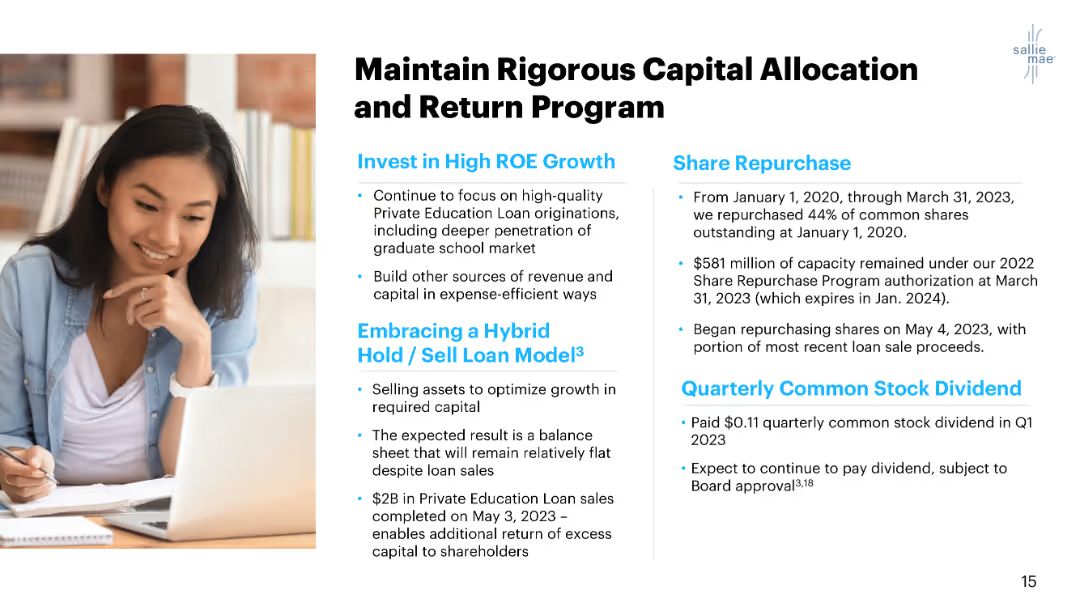 sallie
mae
Maintain Rigorous Capital Allocation
and Return Program
Invest in High ROE Growth
• Continue to focus on high-quality
Private Education Loan originations,
including deeper penetration of
graduate school market
• Build other sources of revenue and
capital in expense-efficient ways
Embracing a Hybrid
Hold / Sell Loan Model³
• Selling assets to optimize growth in
required capital
• The expected result is a balance
sheet that will remain relatively flat
despite loan sales
• $2B in Private Education Loan sales
completed on May 3, 2023 –
enables additional return of excess
capital to shareholders
Share Repurchase
• From January 1, 2020, through March 31, 2023,
we repurchased 44% of common shares
outstanding at January 1, 2020.
• $581 million of capacity remained under our 2022
Share Repurchase Program authorization at March
31, 2023 (which expires in Jan. 2024).
• Began repurchasing shares on May 4, 2023, with
portion of most recent loan sale proceeds.
Quarterly Common Stock Dividend
• Paid $0.11 quarterly common stock dividend in Q1
2023
• Expect to continue to pay dividend, subject to
Board approval³,¹⁸
15